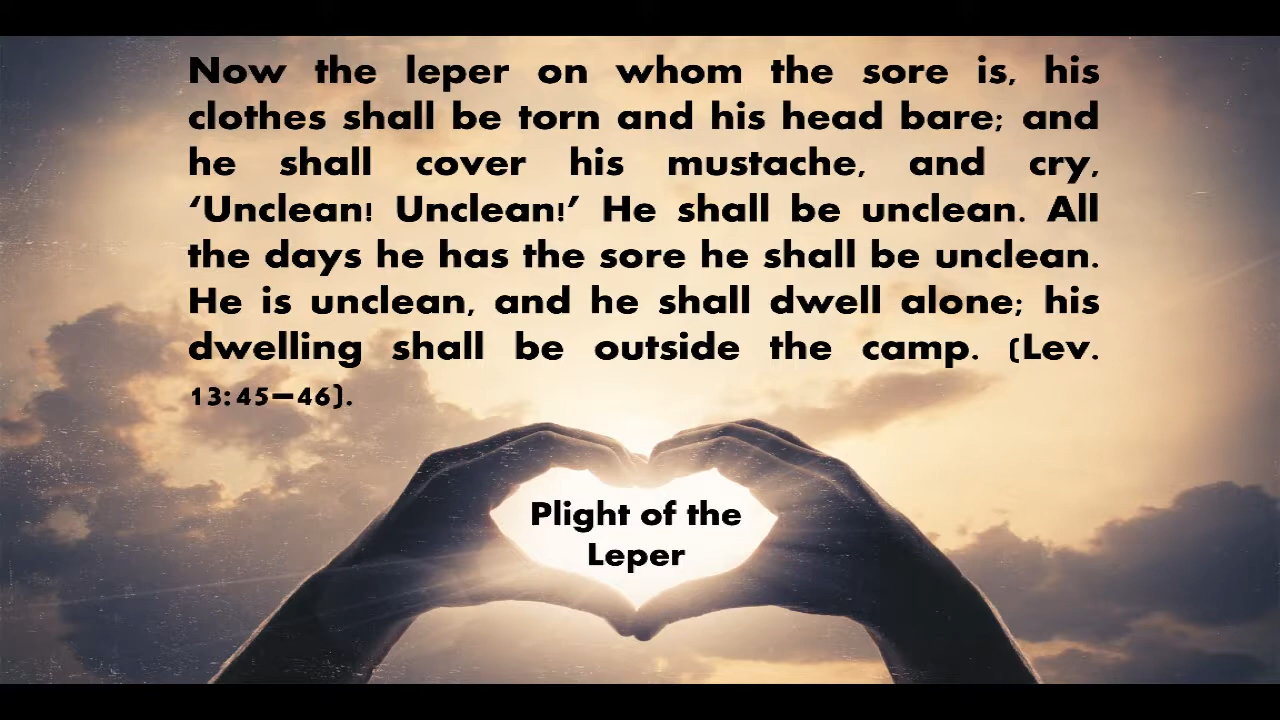 Now the leper on whom the sore is, his
clothes shall be torn and his head bare; and
he shall cover his mustache, and cry,
‘Unclean! Unclean!’ He shall be unclean. All
the days he has the sore he shall be unclean.
He is unclean, and he shall dwell alone; his
dwelling shall be outside the camp. (Lev.
13:45–46).
Plight of the
Leper